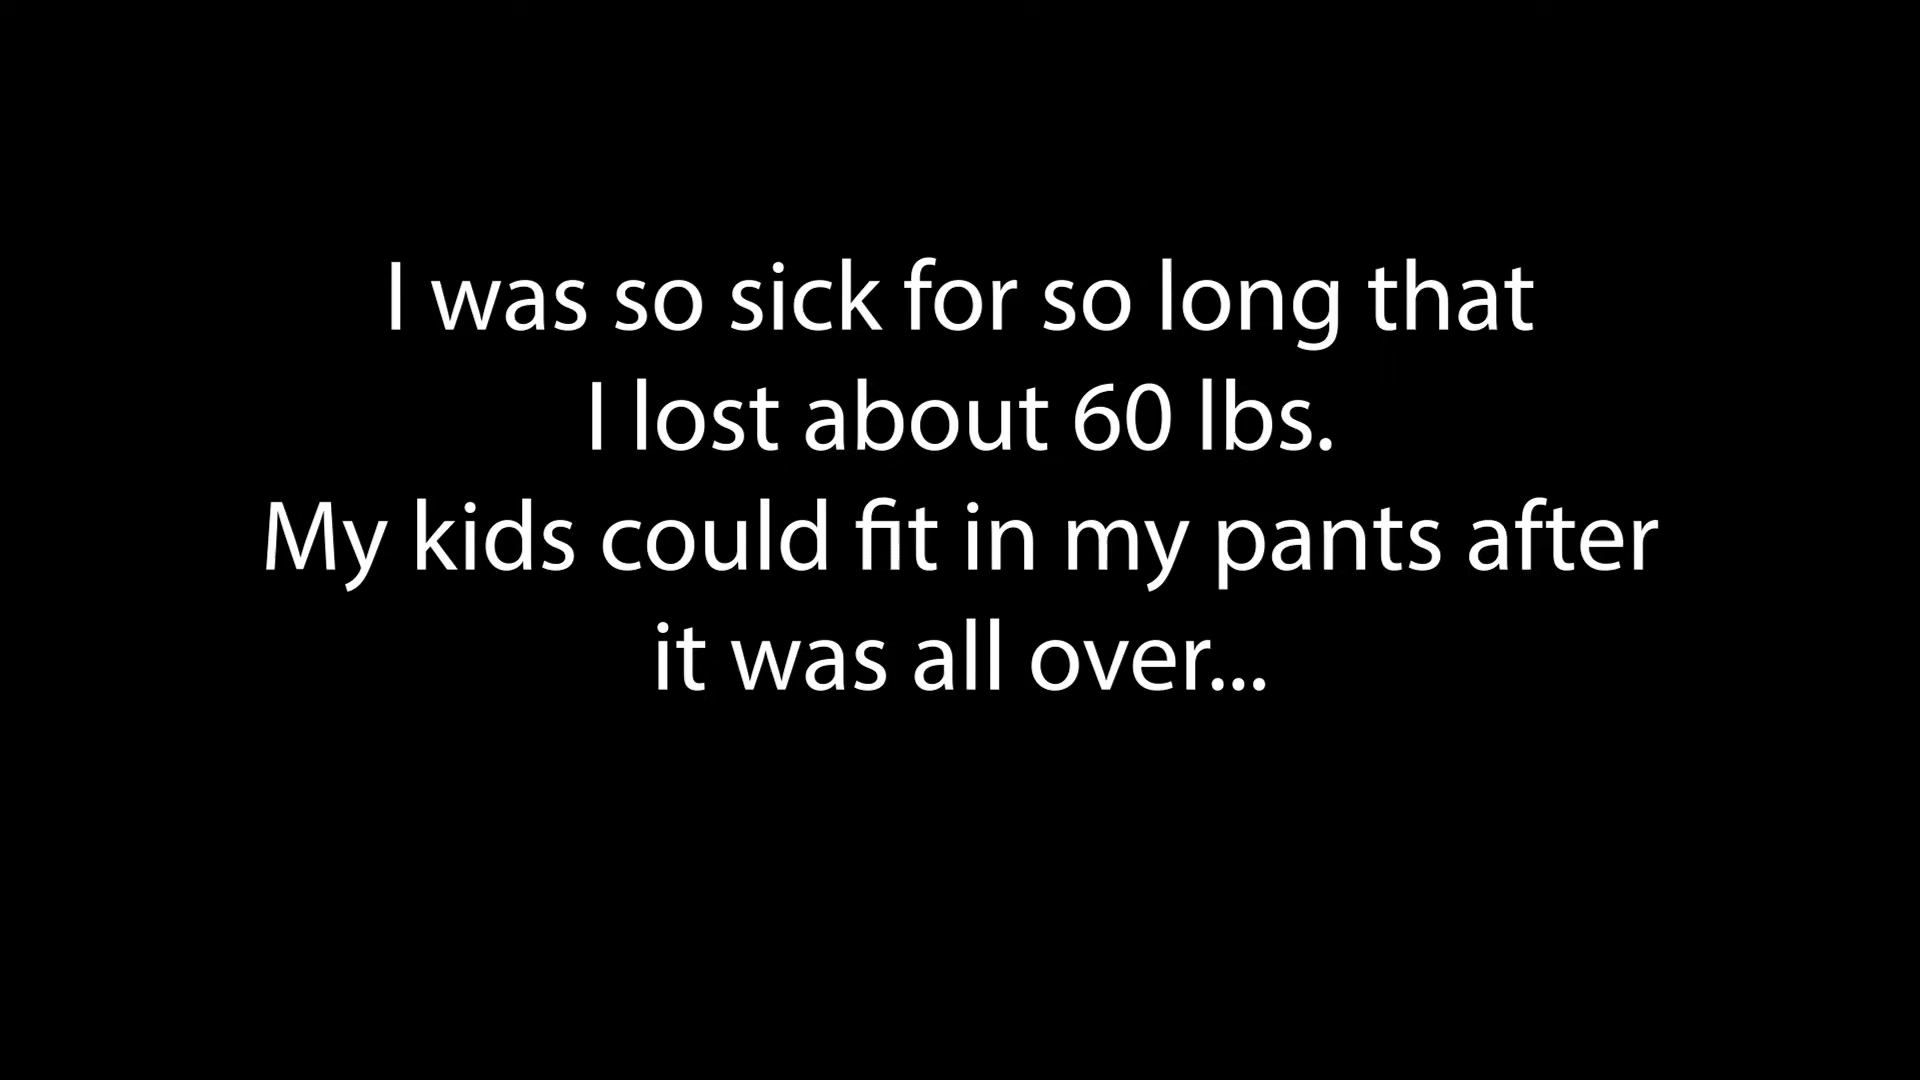 I was so sick for so long that
I lost about 60 lbs.
My kids could fit in my pants after
it was all over...